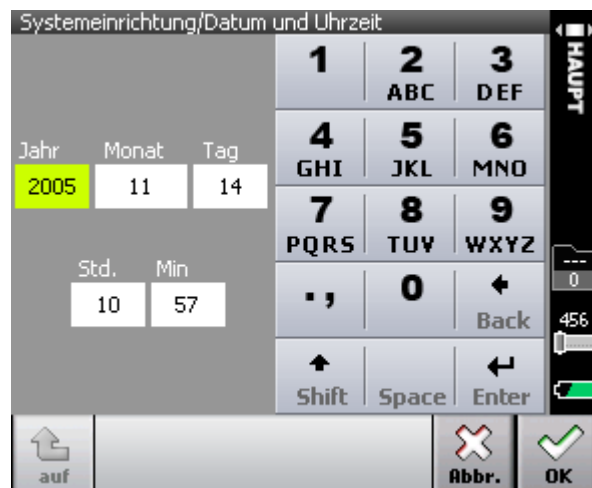 Systemeinrichtung/Datum und Uhrzeit
HAUPT
Jahr Monat Tag
2005 11 14
Std. Min
10 57
1 2 3
ABC DEF
4 5 6
GHI JKL MNO
7 8 9
PQRS TUV WXYZ
., 0
Back
Shift Space Enter
---
0
456
auf Abbr. OK